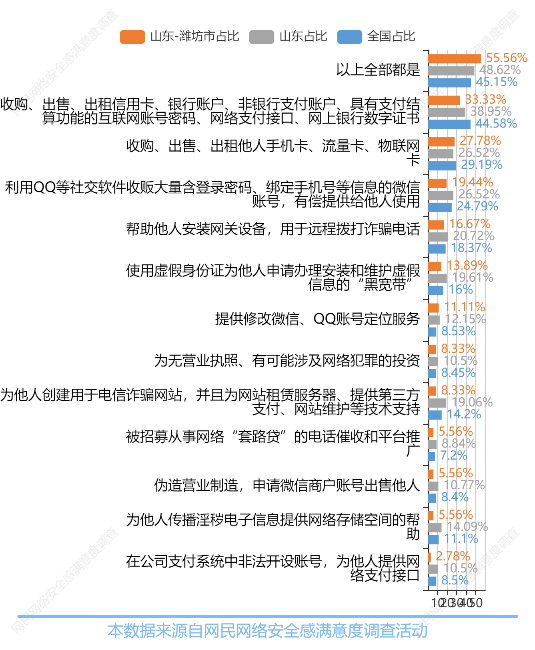 山东-潍坊市占比 山东占比 全国占比
以上全部都是
55.56%
48.62%
45.15%
收购、出售、出租信用卡、银行账户、非银行支付账户、具有支付结
算功能的互联网账号密码、网络支付接口、网上银行数字证书
33.33%
38.95%
44.58%
收购、出售、出租他人手机卡、流量卡、物联网
卡
27.78%
26.52%
29.19%
利用QQ等社交软件收贩大量含登录密码、绑定手机号等信息的微信
账号，有偿提供给他人使用
19.44%
26.52%
24.79%
帮助他人安装网关设备，用于远程拨打诈骗电话
16.67%
20.72%
18.37%
使用虚假身份证为他人申请办理安装和维护虚假
信息的“黑宽带”
13.89%
19.61%
16%
提供修改微信、QQ账号定位服务
11.11%
12.15%
8.53%
为无营业执照、有可能涉及网络犯罪的投资
8.33%
10.5%
8.45%
为他人创建用于电信诈骗网站，并且为网站租赁服务器、提供第三方
支付、网站维护等技术支持
8.33%
19.06%
14.2%
被招募从事网络“套路贷”的电话催收和平台推
广
5.56%
8.84%
7.2%
伪造营业制造，申请微信商户账号出售他人
5.56%
10.77%
8.4%
为他人传播淫秽电子信息提供网络存储空间的帮
助
5.56%
14.09%
11.1%
在公司支付系统中非法开设账号，为他人提供网
络支付接口
2.78%
10.5%
8.5%
10 20 30 40 50
本数据来源自网民网络安全感满意度调查活动